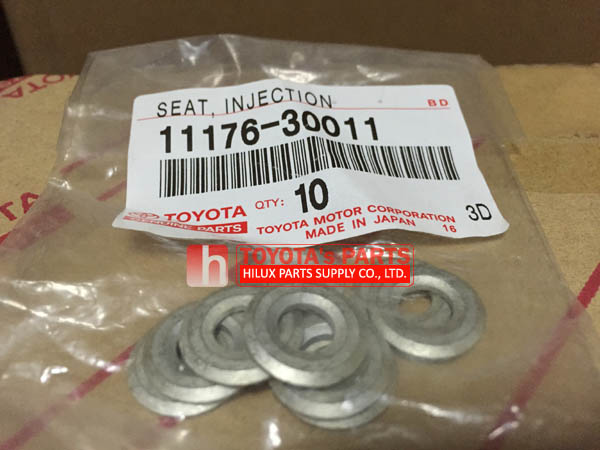 SEAT, INJECTION BD
11176-30011
TOYOTA QTY: 10
GENUINE PARTS
TOYOTA MOTOR CORPORATION 3D
MADE IN JAPAN 16
h TOYOTA's PARTS
HILUX PARTS SUPPLY CO., LTD.